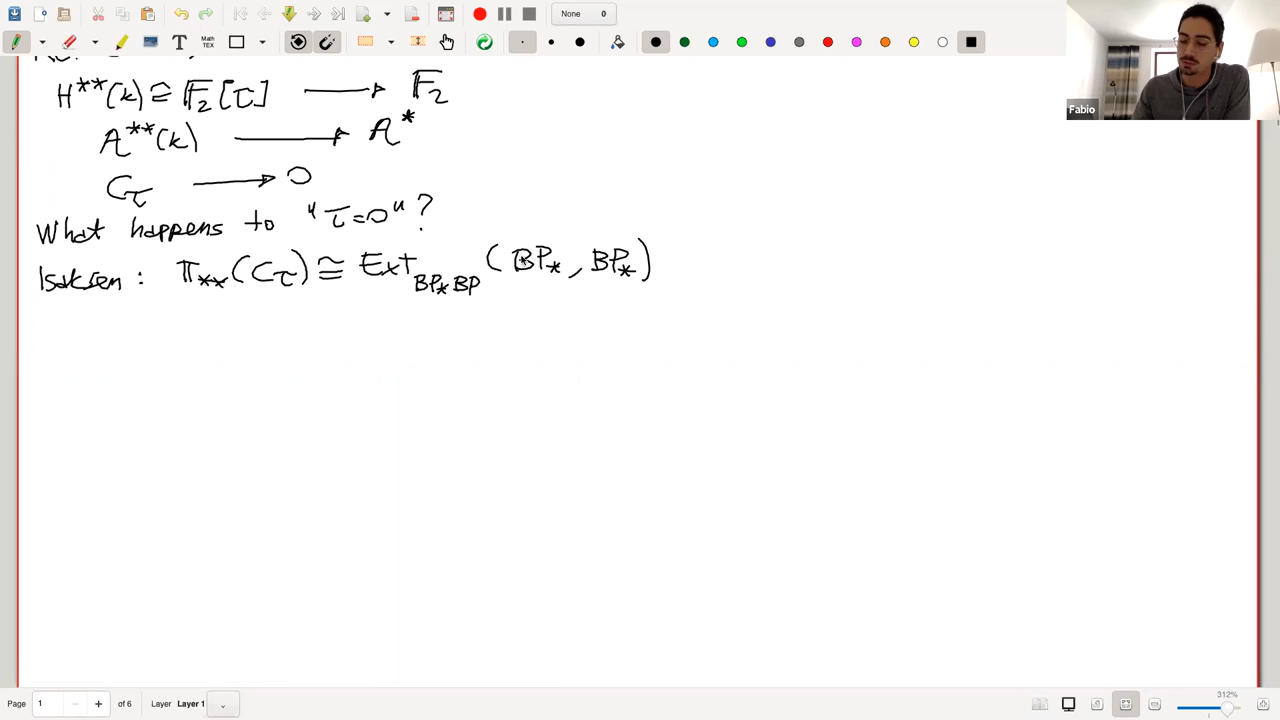 None 0
Fabio
H**(k) ≅ F₂[τ] → F₂
A**(k) → A*
Cτ → 0
What happens to "τ=0"?
Isaksen: π**(Cτ) ≅ Ext_{BP*BP}(BP*, BP*)
312%
Page 1 of 6 Layer Layer 1